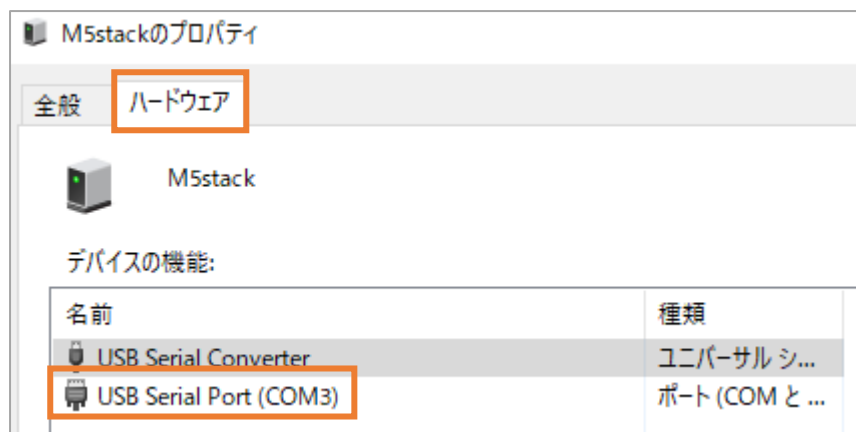 M5stackのプロパティ
全般 ハードウェア
M5stack
デバイスの機能:
名前 種類
USB Serial Converter ユニバーサル シ...
USB Serial Port (COM3) ポート (COM と ...